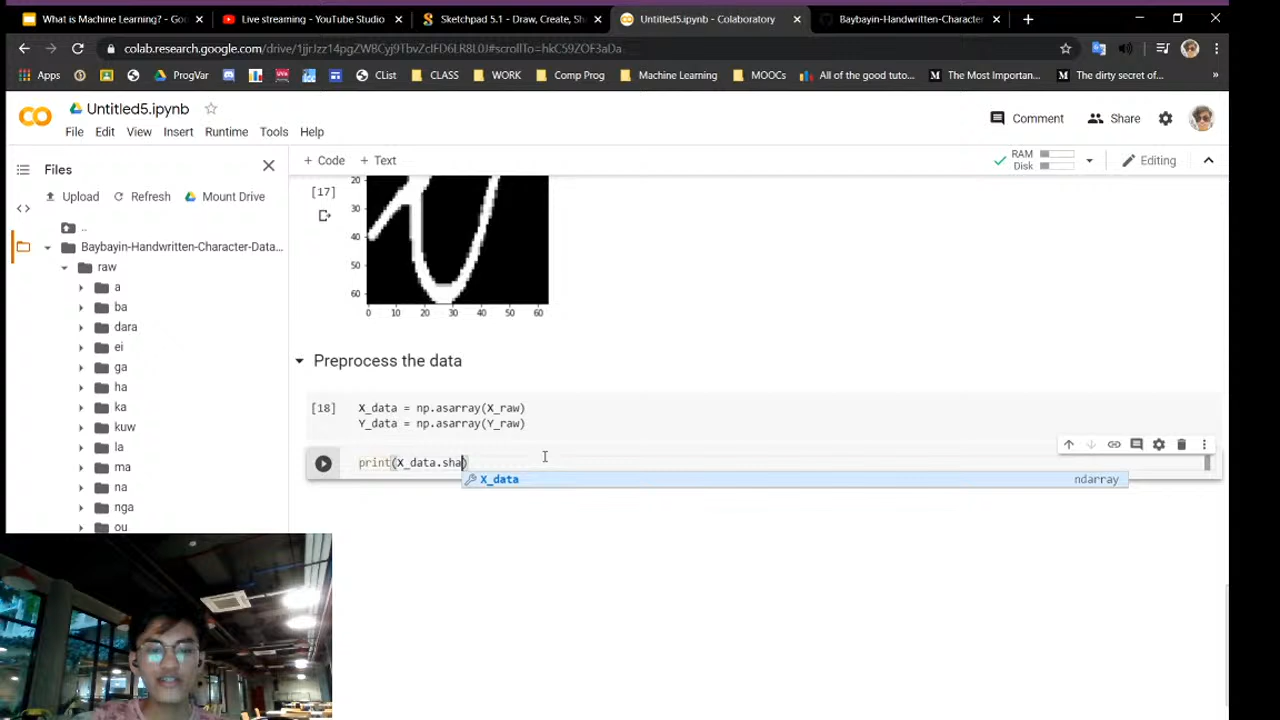 What is Machine Learning? - Goo
Live streaming - YouTube Studio
Sketchpad 5.1 - Draw, Create, Sh
Untitled5.ipynb - Colaboratory
Baybayin-Handwritten-Character
colab.research.google.com/drive/
Apps
ProgVar
CList
CLASS
WORK
Comp Prog
Machine Learning
MOOCs
All of the good tuto...
The Most Importan...
The dirty secret of...
»
CO
Untitled5.ipynb
Comment
Share
File Edit View Insert Runtime Tools Help
Files
+ Code + Text
RAM
Disk
Editing
Upload
Refresh
Mount Drive
..
Baybayin-Handwritten-Character-Data...
raw
a
ba
dara
ei
ga
ha
ka
kuw
la
ma
na
nga
ou
[17]
20
30
40
50
60
0 10 20 30 40 50 60
Preprocess the data
[18]
X_data = np.asarray(X_raw)
Y_data = np.asarray(Y_raw)
print(X_data.sha)
X_data
ndarray